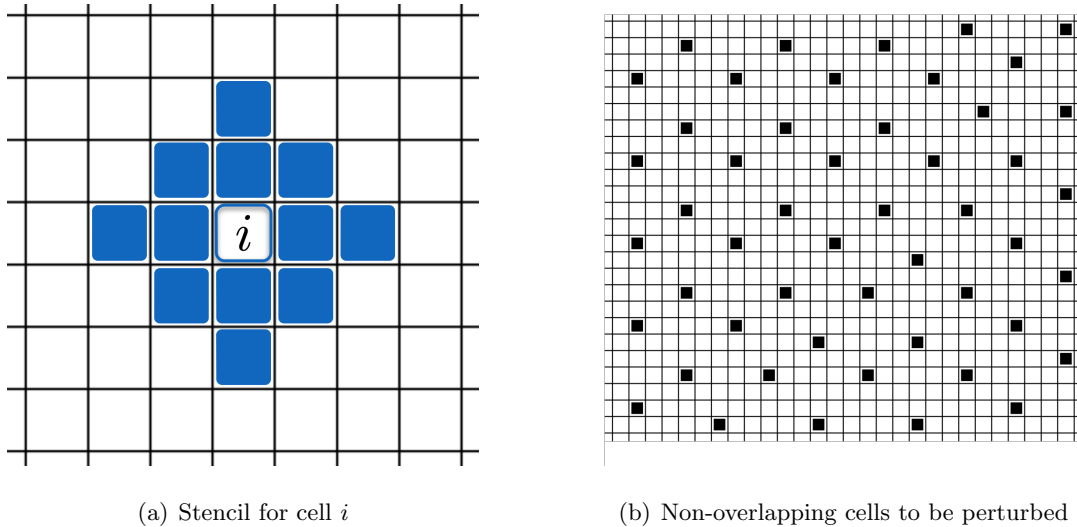 i
(a) Stencil for cell i
(b) Non-overlapping cells to be perturbed